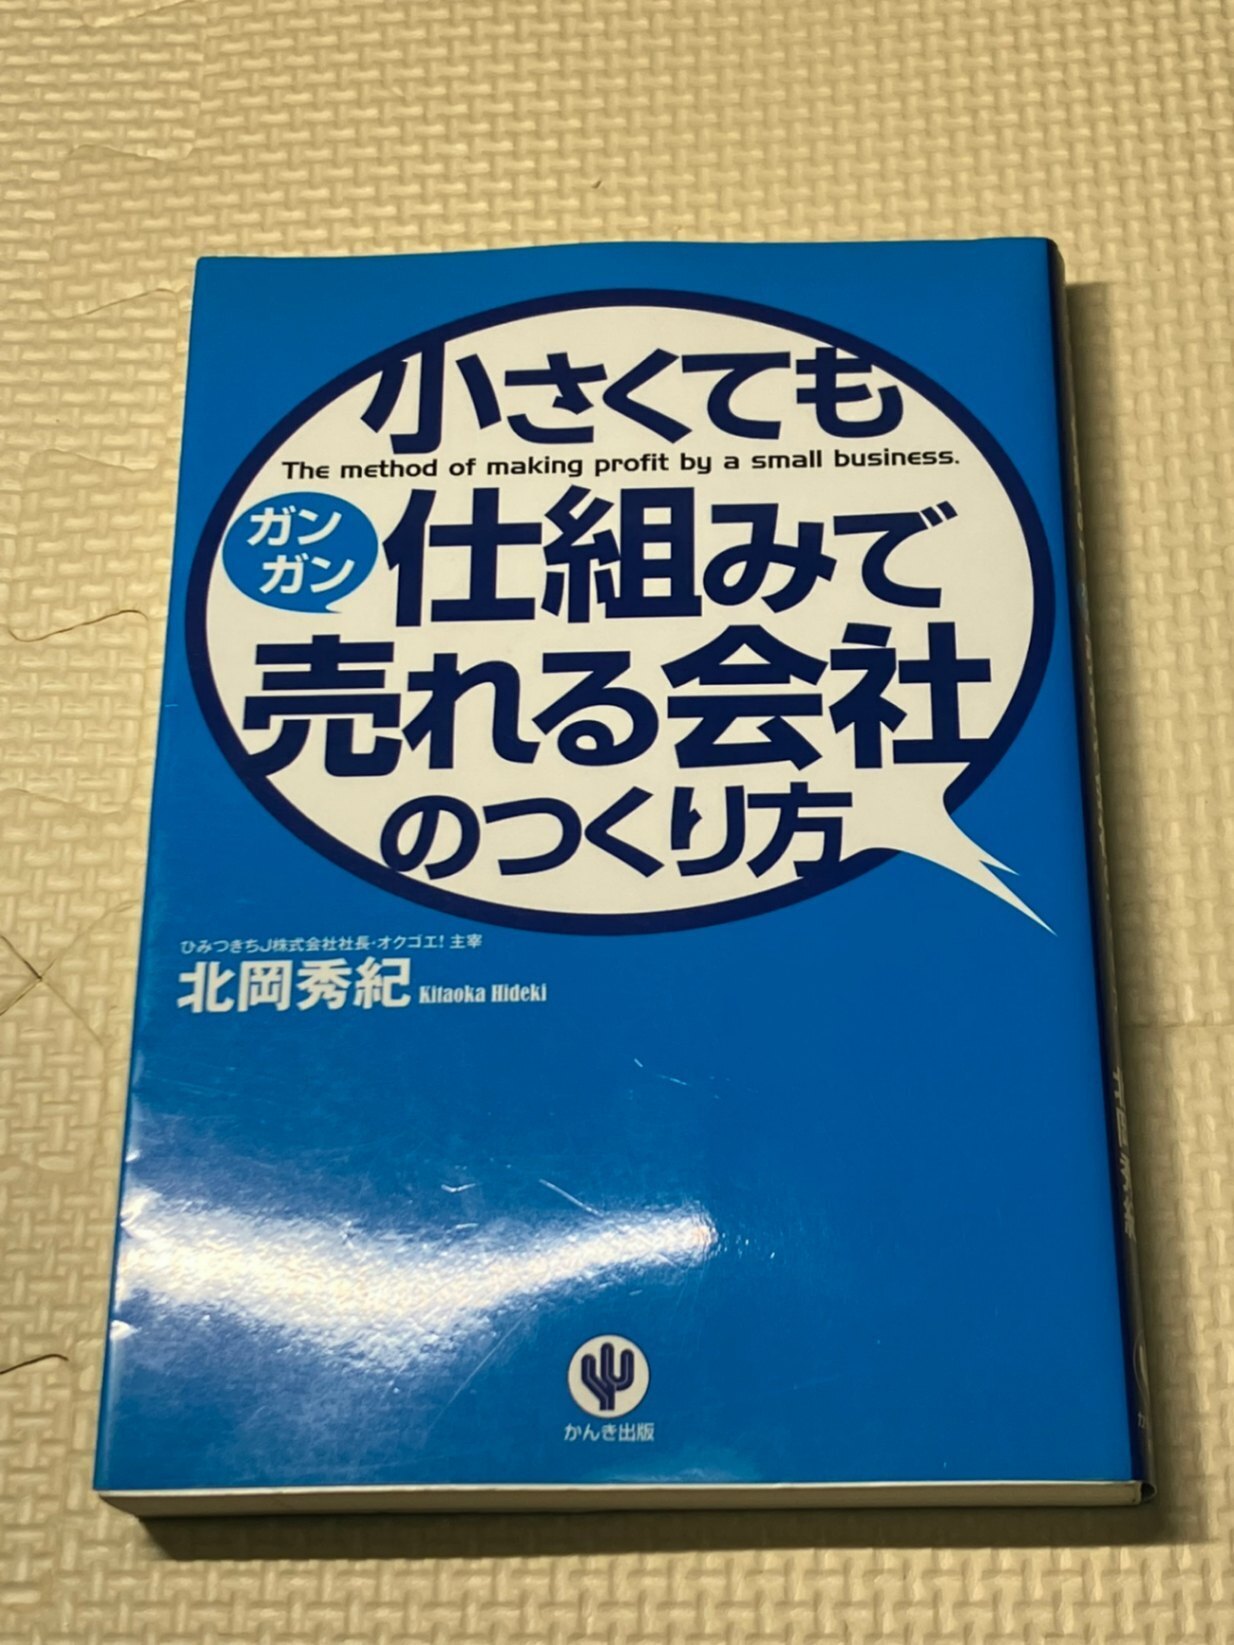 小さくても
The method of making profit by a small business.
ガン
ガン
仕組みで
売れる会社
のつくり方
ひみつきちJ株式会社社長・オクゴエ!主宰
北岡秀紀 Kitaoka Hideki
かんき出版